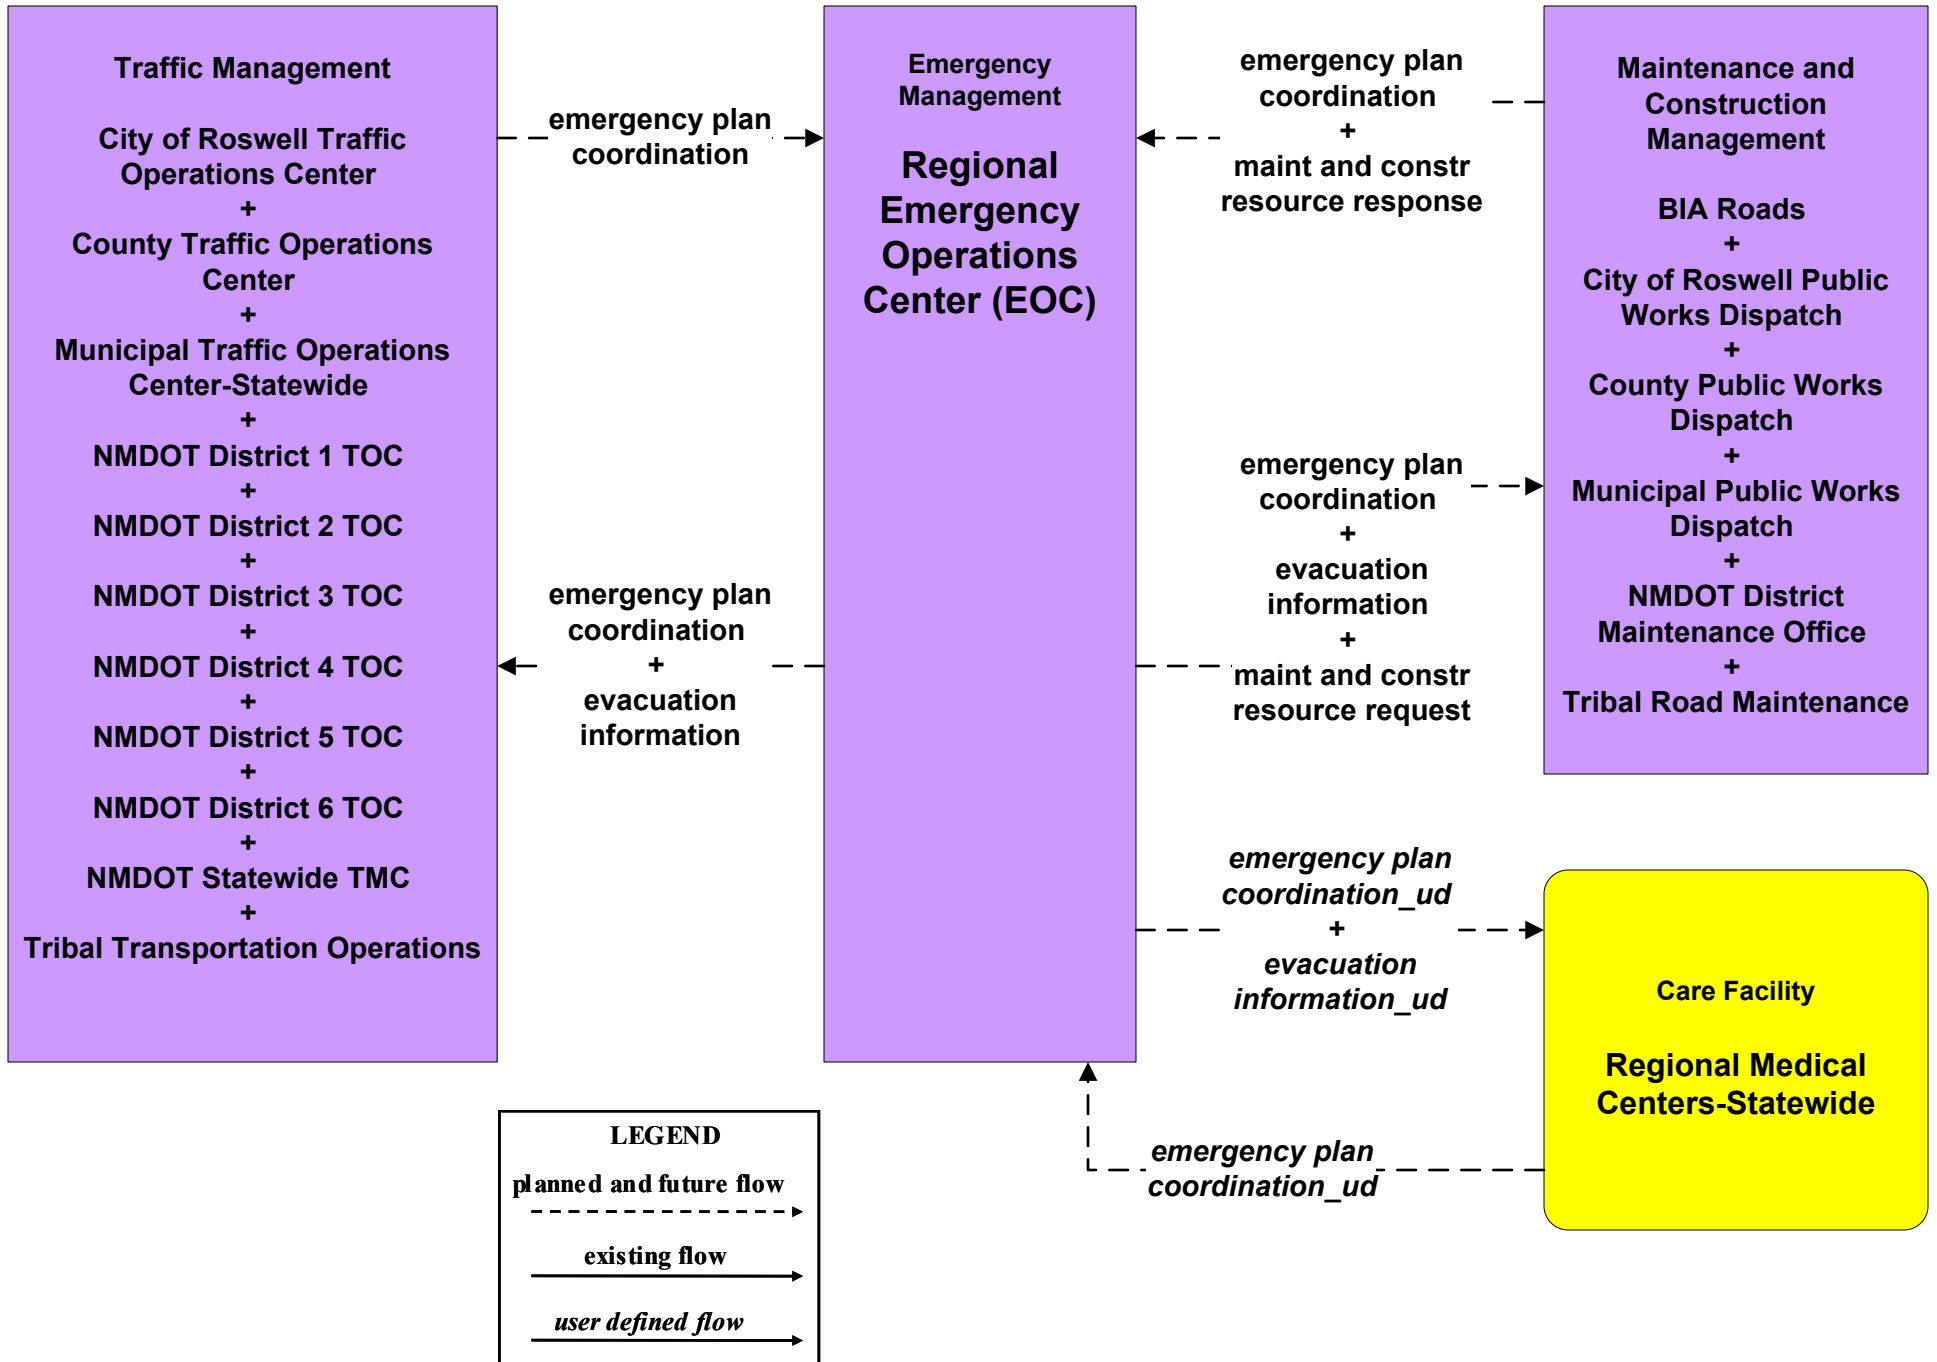 Traffic Management
City of Roswell Traffic
Operations Center
+
County Traffic Operations
Center
+
Municipal Traffic Operations
Center-Statewide
+
NMDOT District 1 TOC
+
NMDOT District 2 TOC
+
NMDOT District 3 TOC
+
NMDOT District 4 TOC
+
NMDOT District 5 TOC
+
NMDOT District 6 TOC
+
NMDOT Statewide TMC
+
Tribal Transportation Operations
emergency plan
coordination
emergency plan
coordination
+
evacuation
information
Emergency
Management
Regional
Emergency
Operations
Center (EOC)
emergency plan
coordination
+
maint and constr
resource response
emergency plan
coordination
+
evacuation
information
+
maint and constr
resource request
emergency plan
coordination_ud
+
evacuation
information_ud
emergency plan
coordination_ud
Maintenance and
Construction
Management
BIA Roads
+
City of Roswell Public
Works Dispatch
+
County Public Works
Dispatch
+
Municipal Public Works
Dispatch
+
NMDOT District
Maintenance Office
+
Tribal Road Maintenance
Care Facility
Regional Medical
Centers-Statewide
LEGEND
planned and future flow
existing flow
user defined flow